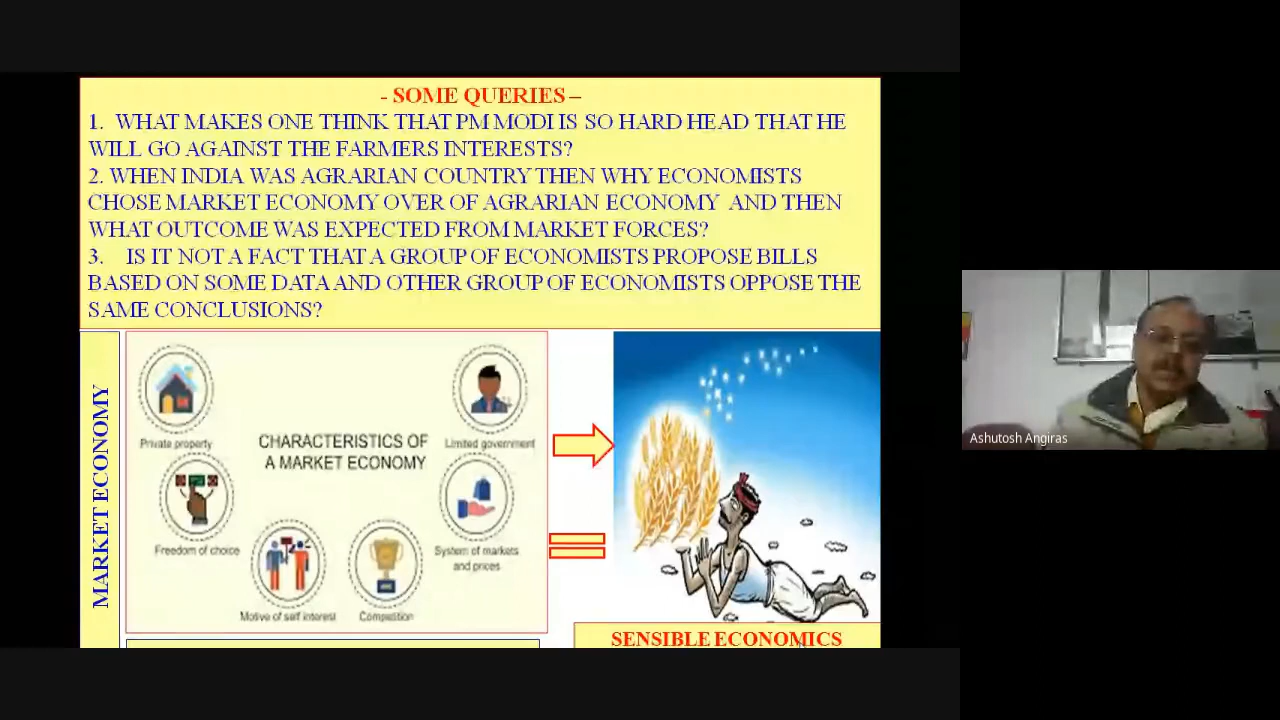 - SOME QUERIES –
1. WHAT MAKES ONE THINK THAT PM MODI IS SO HARD HEAD THAT HE
WILL GO AGAINST THE FARMERS INTERESTS?
2. WHEN INDIA WAS AGRARIAN COUNTRY THEN WHY ECONOMISTS
CHOSE MARKET ECONOMY OVER OF AGRARIAN ECONOMY AND THEN
WHAT OUTCOME WAS EXPECTED FROM MARKET FORCES?
3. IS IT NOT A FACT THAT A GROUP OF ECONOMISTS PROPOSE BILLS
BASED ON SOME DATA AND OTHER GROUP OF ECONOMISTS OPPOSE THE
SAME CONCLUSIONS?
MARKET ECONOMY
CHARACTERISTICS OF
A MARKET ECONOMY
Private property
Limited government
Freedom of choice
System of markets
and prices
Motive of self interest
Competition
SENSIBLE ECONOMICS
Ashutosh Angiras